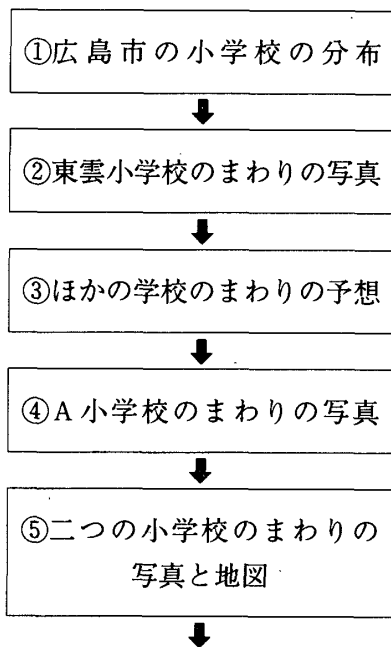 ①広島市の小学校の分布
②東雲小学校のまわりの写真
③ほかの学校のまわりの予想
④A小学校のまわりの写真
⑤二つの小学校のまわりの
写真と地図